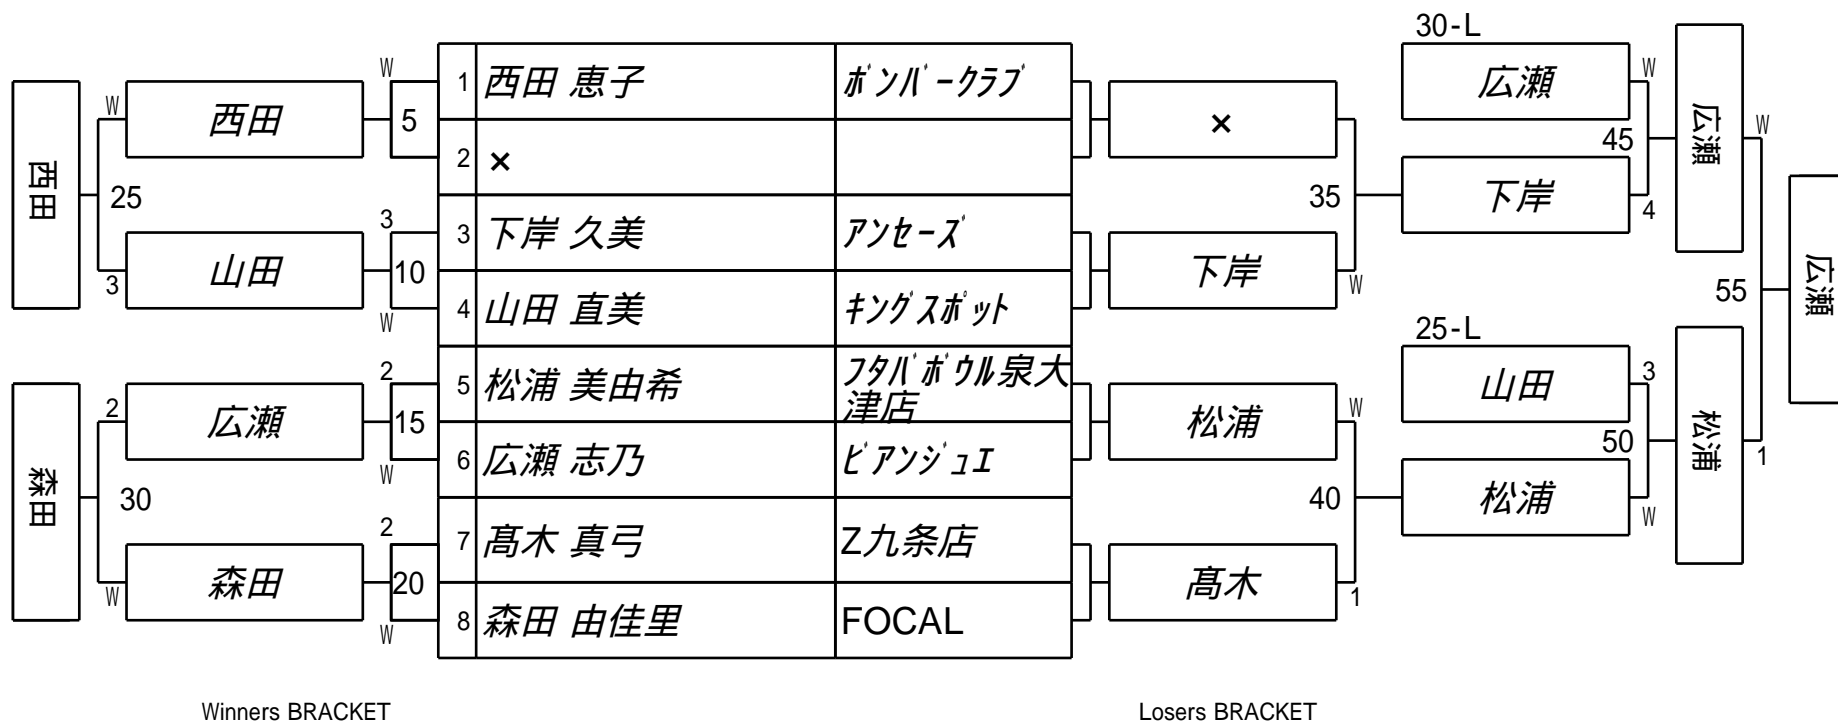 30-L
W
1 西田 恵子 ボンバークラブ
W
広瀬
W
西田
5
×
広瀬
W
45
2 ×
西田
25
35
下岸
4
3
3 下岸 久美 アンセーズ
山田
3
10
下岸
W
広瀬
55
4 山田 直美 キングスポット
W
25-L
2
5 松浦 美由希 フタバボウル泉大
津店
山田
3
2
広瀬
15
松浦
W
松浦
1
50
6 広瀬 志乃 ビアンジュエ
W
森田
30
40
松浦
W
2
7 髙木 真弓 Z九条店
森田
W
20
髙木
1
8 森田 由佳里 FOCAL
W
Winners BRACKET
Losers BRACKET